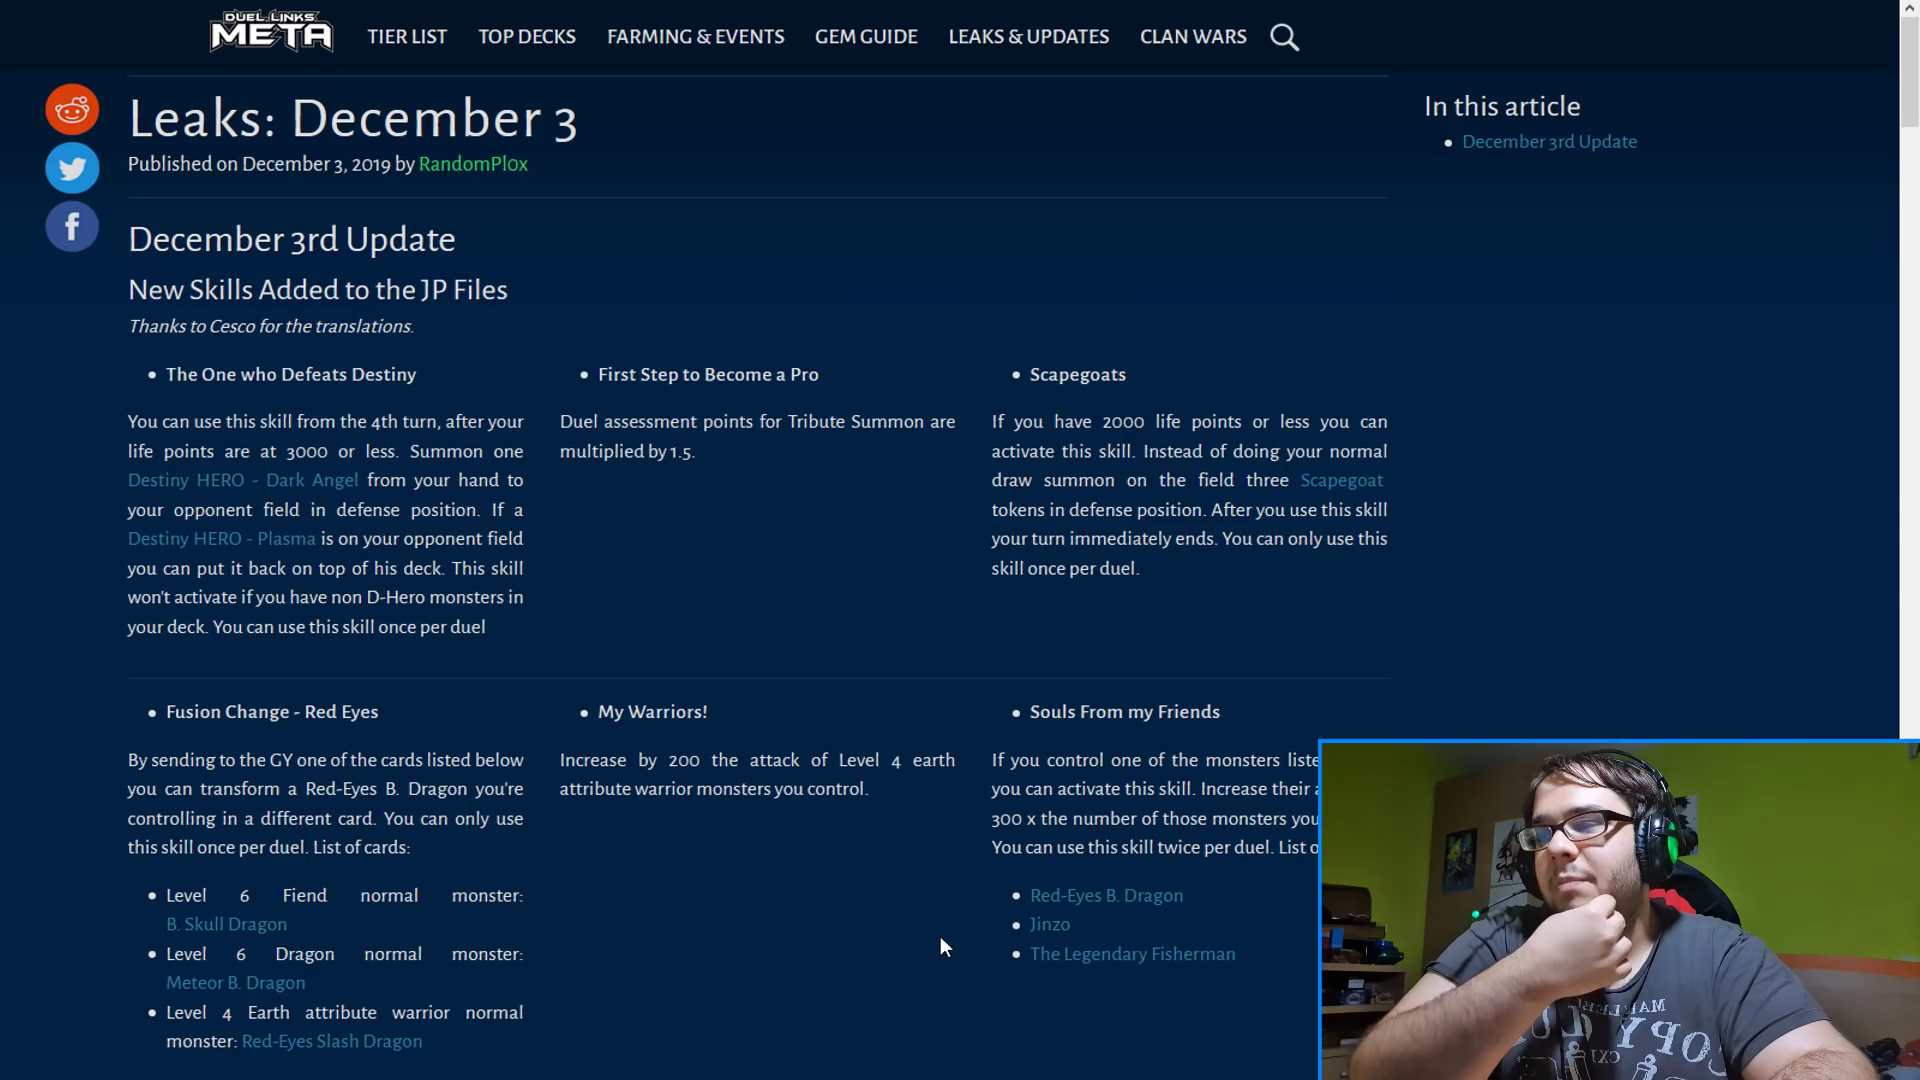 DUEL LINKS
META
TIER LIST
TOP DECKS
FARMING & EVENTS
GEM GUIDE
LEAKS & UPDATES
CLAN WARS
Leaks: December 3
Published on December 3, 2019 by RandomPl0x
In this article
• December 3rd Update
December 3rd Update
New Skills Added to the JP Files
Thanks to Cesco for the translations.
• The One who Defeats Destiny
You can use this skill from the 4th turn, after your
life points are at 3000 or less. Summon one
Destiny HERO - Dark Angel from your hand to
your opponent field in defense position. If a
Destiny HERO - Plasma is on your opponent field
you can put it back on top of his deck. This skill
won't activate if you have non D-Hero monsters in
your deck. You can use this skill once per duel
• First Step to Become a Pro
Duel assessment points for Tribute Summon are
multiplied by 1.5.
• Scapegoats
If you have 2000 life points or less you can
activate this skill. Instead of doing your normal
draw summon on the field three Scapegoat
tokens in defense position. After you use this skill
your turn immediately ends. You can only use this
skill once per duel.
• Fusion Change - Red Eyes
By sending to the GY one of the cards listed below
you can transform a Red-Eyes B. Dragon you're
controlling in a different card. You can only use
this skill once per duel. List of cards:
• Level 6 Fiend normal monster:
B. Skull Dragon
• Level 6 Dragon normal monster:
Meteor B. Dragon
• Level 4 Earth attribute warrior normal
monster: Red-Eyes Slash Dragon
• My Warriors!
Increase by 200 the attack of Level 4 earth
attribute warrior monsters you control.
• Souls From my Friends
If you control one of the monsters liste
you can activate this skill. Increase their a
300 x the number of those monsters you
You can use this skill twice per duel. List o
• Red-Eyes B. Dragon
• Jinzo
• The Legendary Fisherman